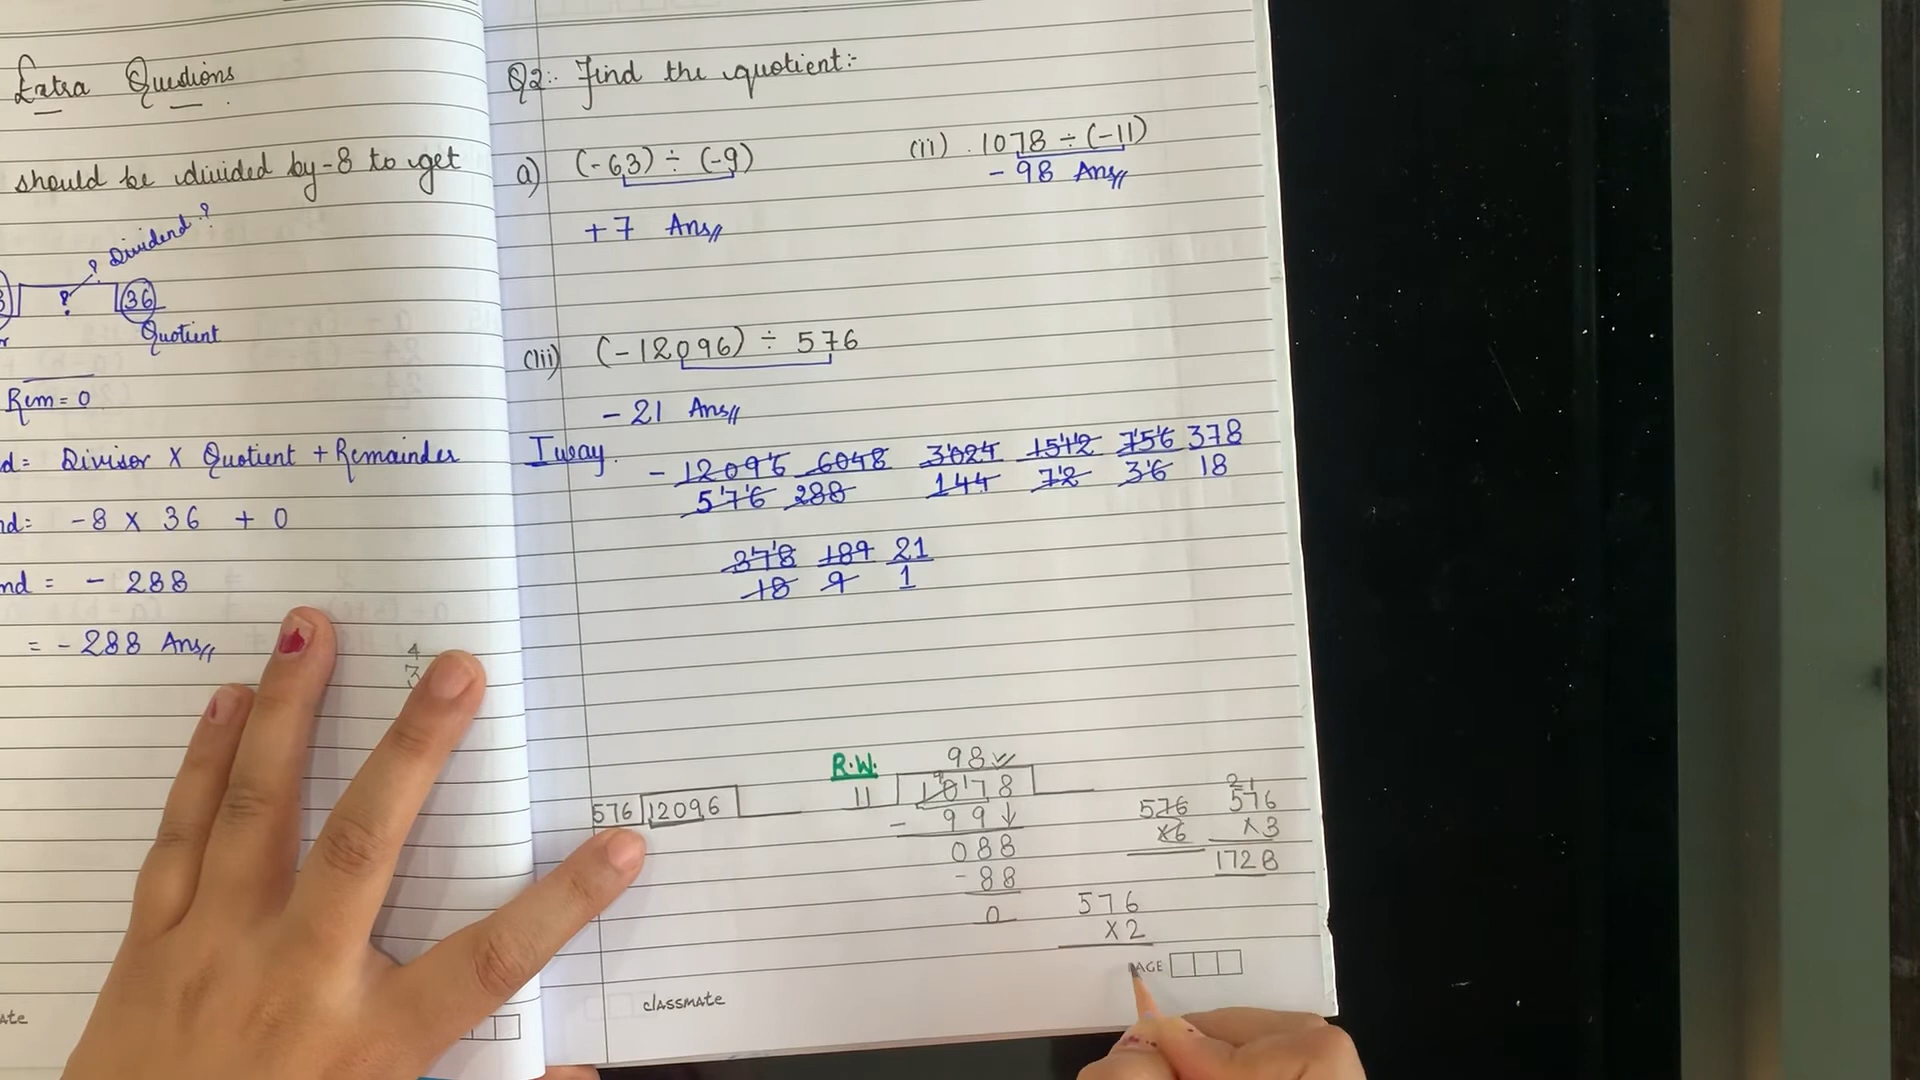 Extra Questions
should be divided by -8 to get
? Dividend ?
? 36
Quotient
Rem = 0
d= Divisor X Quotient + Remainder
nd= -8 X 36 + 0
nd = - 288
= - 288 Ans
4
3
ate
Q2:- Find the quotient:-
a) (-63) ÷ (-9)
+7 Ans
(ii) . 1078 ÷ (-11)
- 98 Ans
(iii) (-12096) ÷ 576
- 21 Ans
I way.
- 12096 6048 3024 1512 756 378
576 288 144 72 36 18
378 189 21
18 9 1
R.W.
576 12096
98
11 1078
- 99
088
- 88
0
576
x6
21
576
x3
1728
576
x2
PAGE
classmate